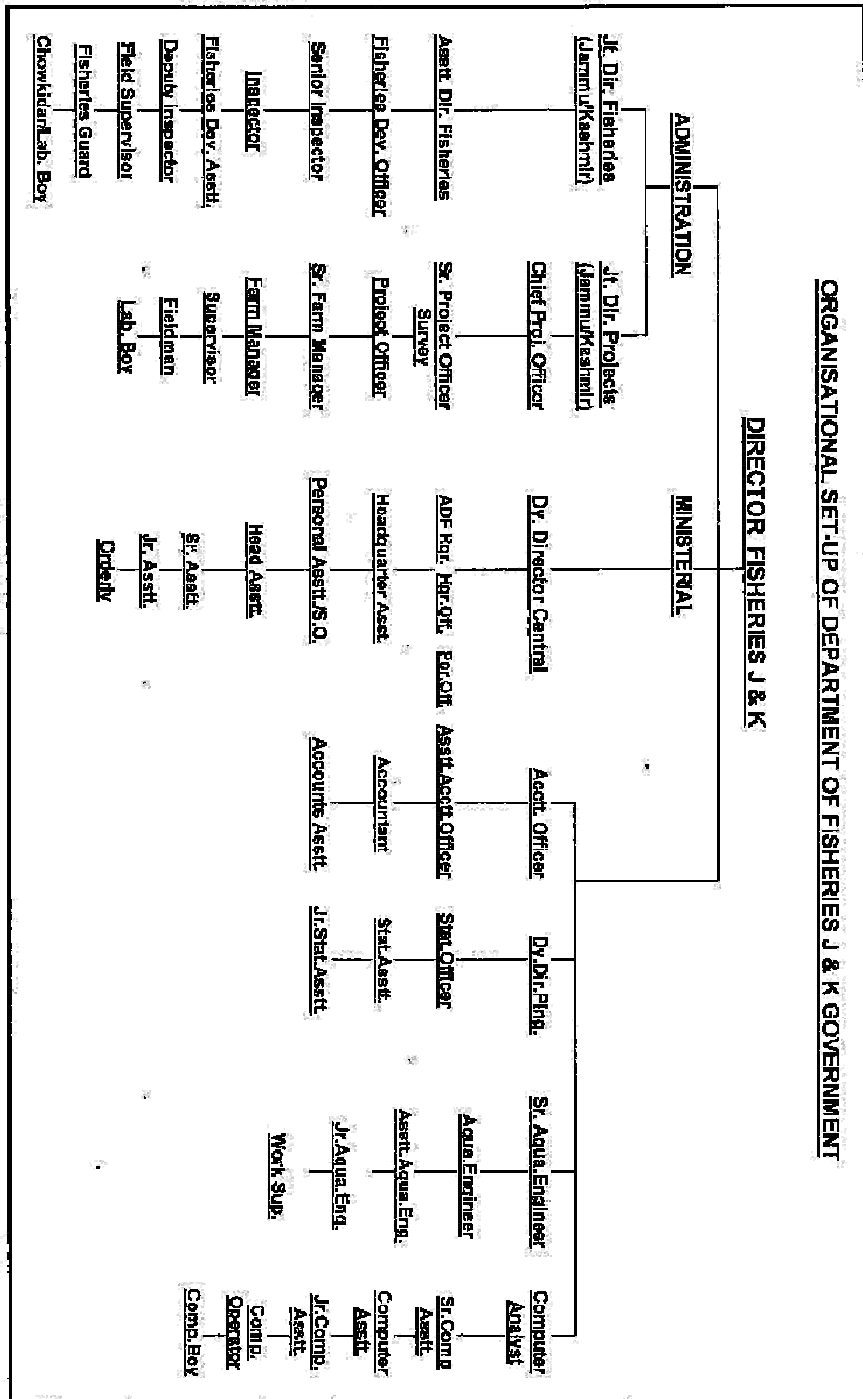 ORGANISATIONAL SET-UP OF DEPARTMENT OF FISHERIES J & K GOVERNMENT
DIRECTOR FISHERIES J & K
ADMINISTRATION
MINISTERIAL
Jt. Dir. Fisheries
(Jammu/Kashmir)
Asstt. Dir. Fisheries
Fisheries Dev. Officer
Senior Inspector
Inspector
Fisheries Dev. Asstt.
Deputy Inspector
Field Supervisor
Fisheries Guard
Chowkidar/Lab. Boy
Jt. Dir. Projects
(Jammu/Kashmir)
Chief Proj. Officer
Sr. Project Officer
Survey
Project Officer
Sr. Farm Manager
Farm Manager
Supervisor
Fieldman
Lab. Boy
Dy. Director Central
ADF Hqr. Hqr.Off. Per.Off.
Headquarter Asst.
Personal Asstt./S.O.
Head Asstt.
Sr. Asstt.
Jr. Asstt.
Orderly
Acctt. Officer
Asstt.Acctt.Officer
Accountant
Accounts Asstt.
Dy.Dir.Plng.
Stat.Officer
Stat.Asstt.
Jr.Stat.Asstt.
Sr. Aqua.Engineer
Aqua.Engineer
Asstt.Aqua.Eng.
Jr.Aqua.Eng.
Work Sup.
Computer
Analyst
Sr.Comp
Asstt.
Computer
Asstt.
Jr.Comp.
Asstt.
Comp.
Operator
Comp.Boy